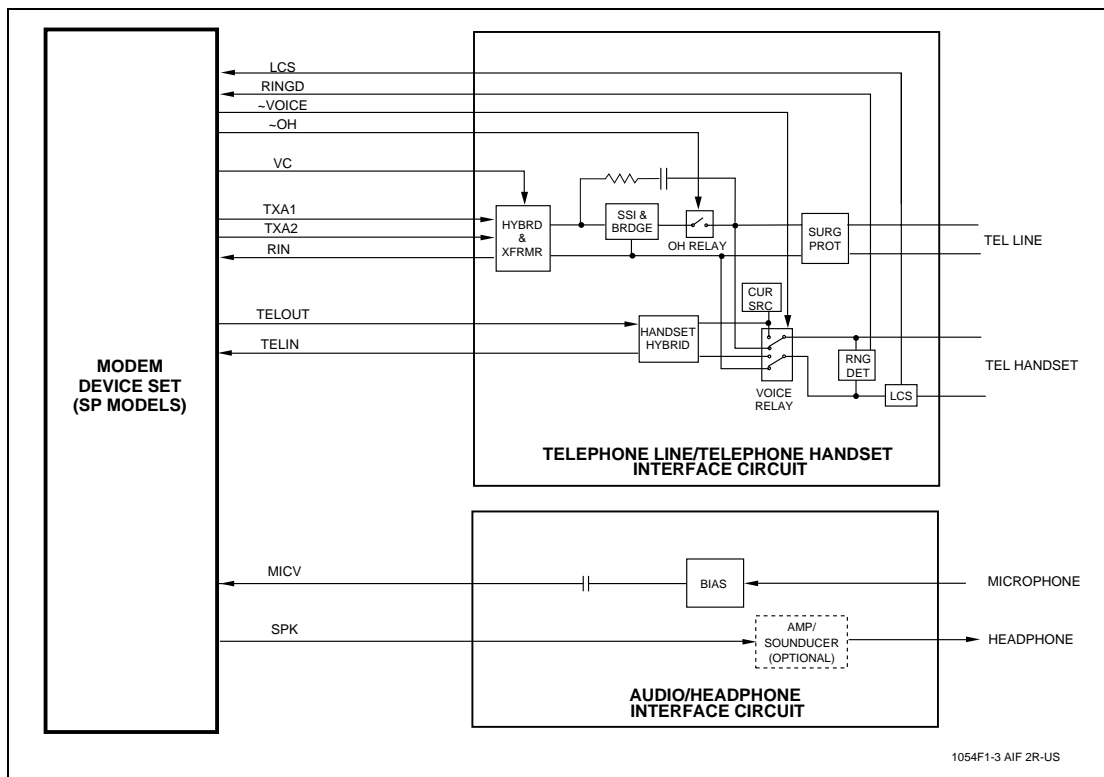 LCS
RINGD
~VOICE
~OH
VC
TXA1
TXA2
RIN
TELOUT
TELIN
MODEM
DEVICE SET
(SP MODELS)
HYBRD
&
XFRMR
SSI &
BRDGE
OH RELAY
SURG
PROT
TEL LINE
CUR
SRC
HANDSET
HYBRID
VOICE
RELAY
RNG
DET
LCS
TEL HANDSET
TELEPHONE LINE/TELEPHONE HANDSET
INTERFACE CIRCUIT
MICV
BIAS
MICROPHONE
SPK
AMP/
SOUNDUCER
(OPTIONAL)
HEADPHONE
AUDIO/HEADPHONE
INTERFACE CIRCUIT
1054F1-3 AIF 2R-US